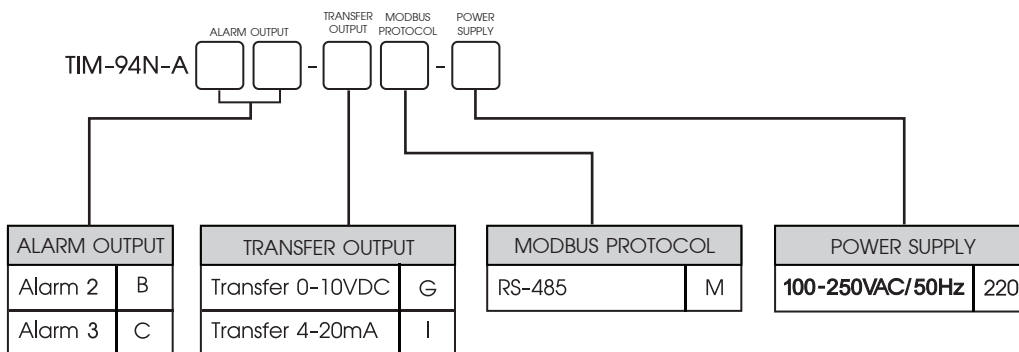 ALARM OUTPUT
TRANSFER OUTPUT
MODBUS PROTOCOL
POWER SUPPLY
TIM-94N-A - -
ALARM OUTPUT
Alarm 2 B
Alarm 3 C
TRANSFER OUTPUT
Transfer 0-10VDC G
Transfer 4-20mA I
MODBUS PROTOCOL
RS-485 M
POWER SUPPLY
100-250VAC/50Hz 220